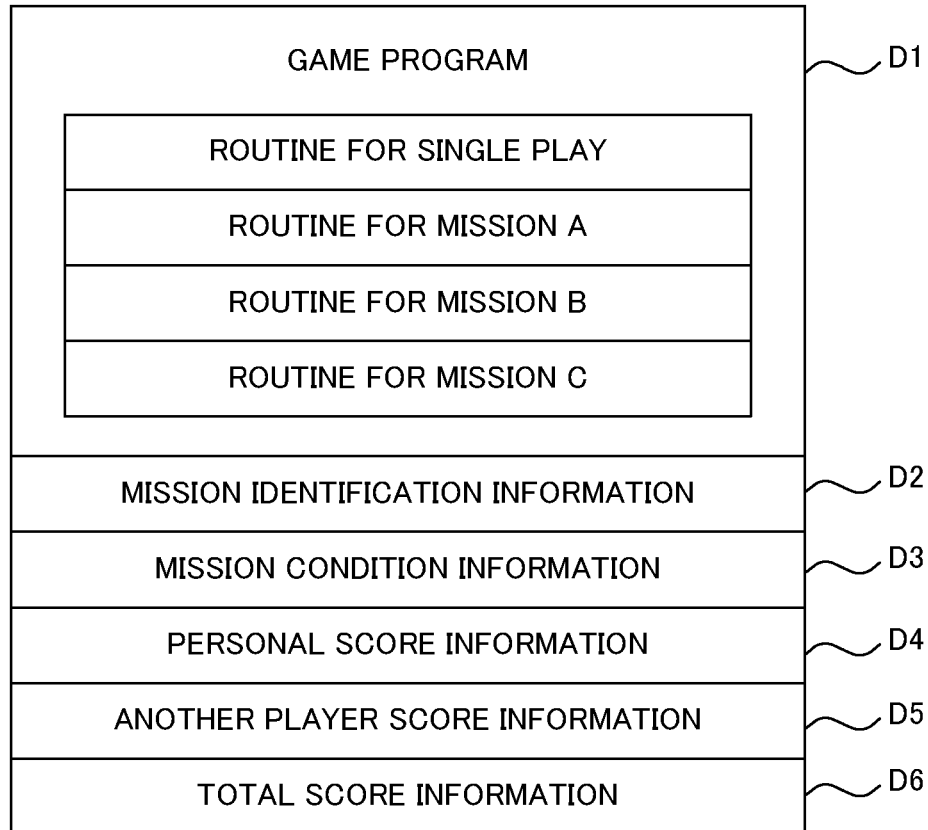 GAME PROGRAM D1
ROUTINE FOR SINGLE PLAY
ROUTINE FOR MISSION A
ROUTINE FOR MISSION B
ROUTINE FOR MISSION C
MISSION IDENTIFICATION INFORMATION D2
MISSION CONDITION INFORMATION D3
PERSONAL SCORE INFORMATION D4
ANOTHER PLAYER SCORE INFORMATION D5
TOTAL SCORE INFORMATION D6